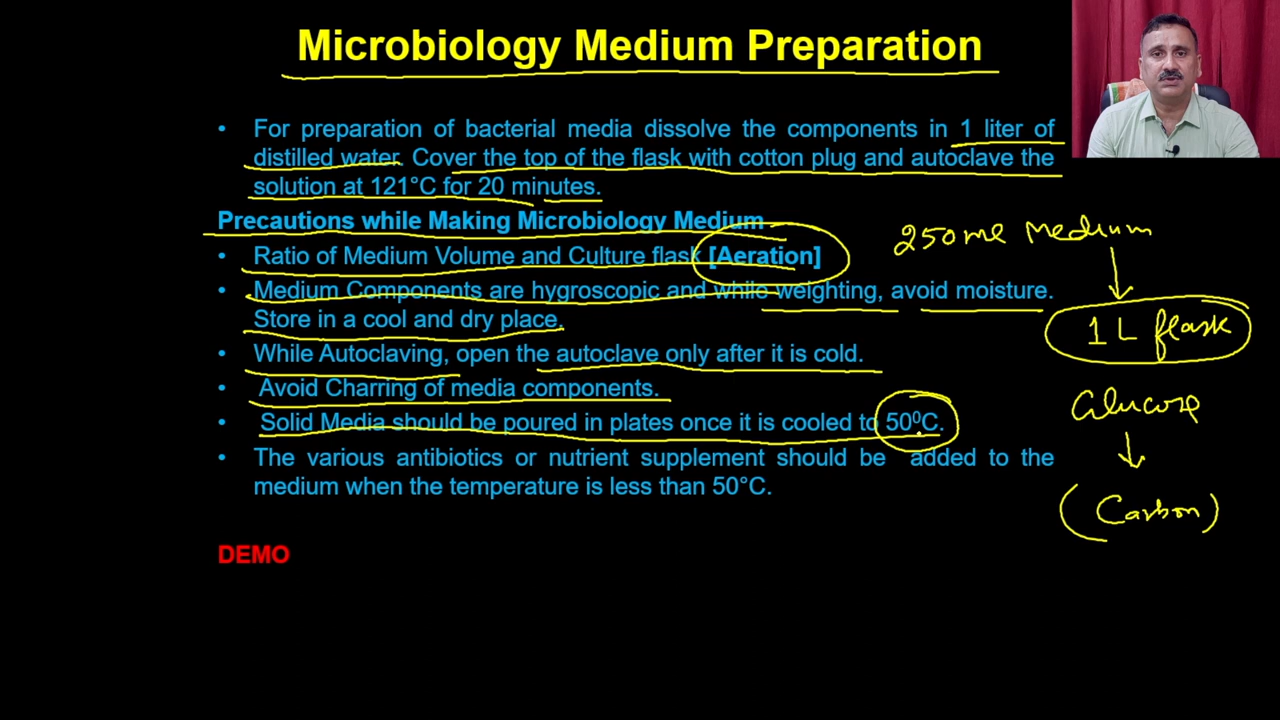 Microbiology Medium Preparation
• For preparation of bacterial media dissolve the components in 1 liter of
distilled water. Cover the top of the flask with cotton plug and autoclave the
solution at 121°C for 20 minutes.
Precautions while Making Microbiology Medium
• Ratio of Medium Volume and Culture flask [Aeration]
• Medium Components are hygroscopic and while weighting, avoid moisture.
Store in a cool and dry place.
• While Autoclaving, open the autoclave only after it is cold.
• Avoid Charring of media components.
• Solid Media should be poured in plates once it is cooled to 50⁰C.
• The various antibiotics or nutrient supplement should be added to the
medium when the temperature is less than 50°C.
DEMO
250 ml Medium
1 L flask
Glucose
(Carbon)